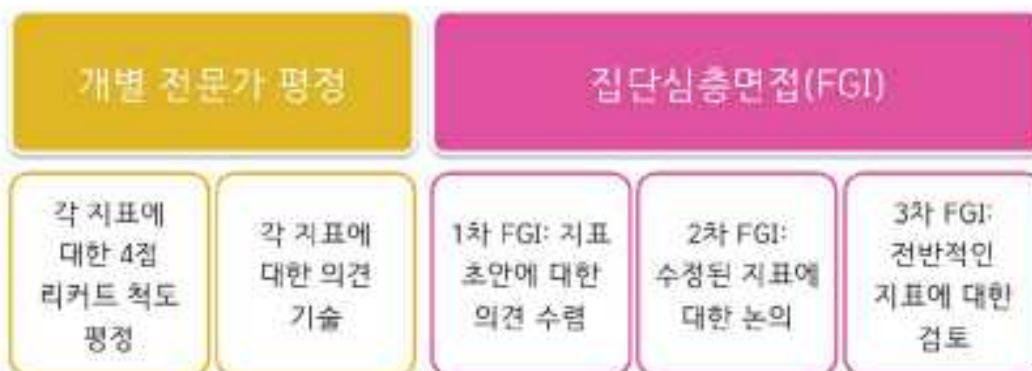 개별 전문가 평정
집단심층면접(FGI)
각 지표에
대한 4점
리커드 척도
평정
각 지표에
대한 의견
기술
1차 FGI: 지표
초안에 대한
의견 수렴
2차 FGI:
수정된 지표에
대한 논의
3차 FGI:
전반적인
지표에 대한
검토